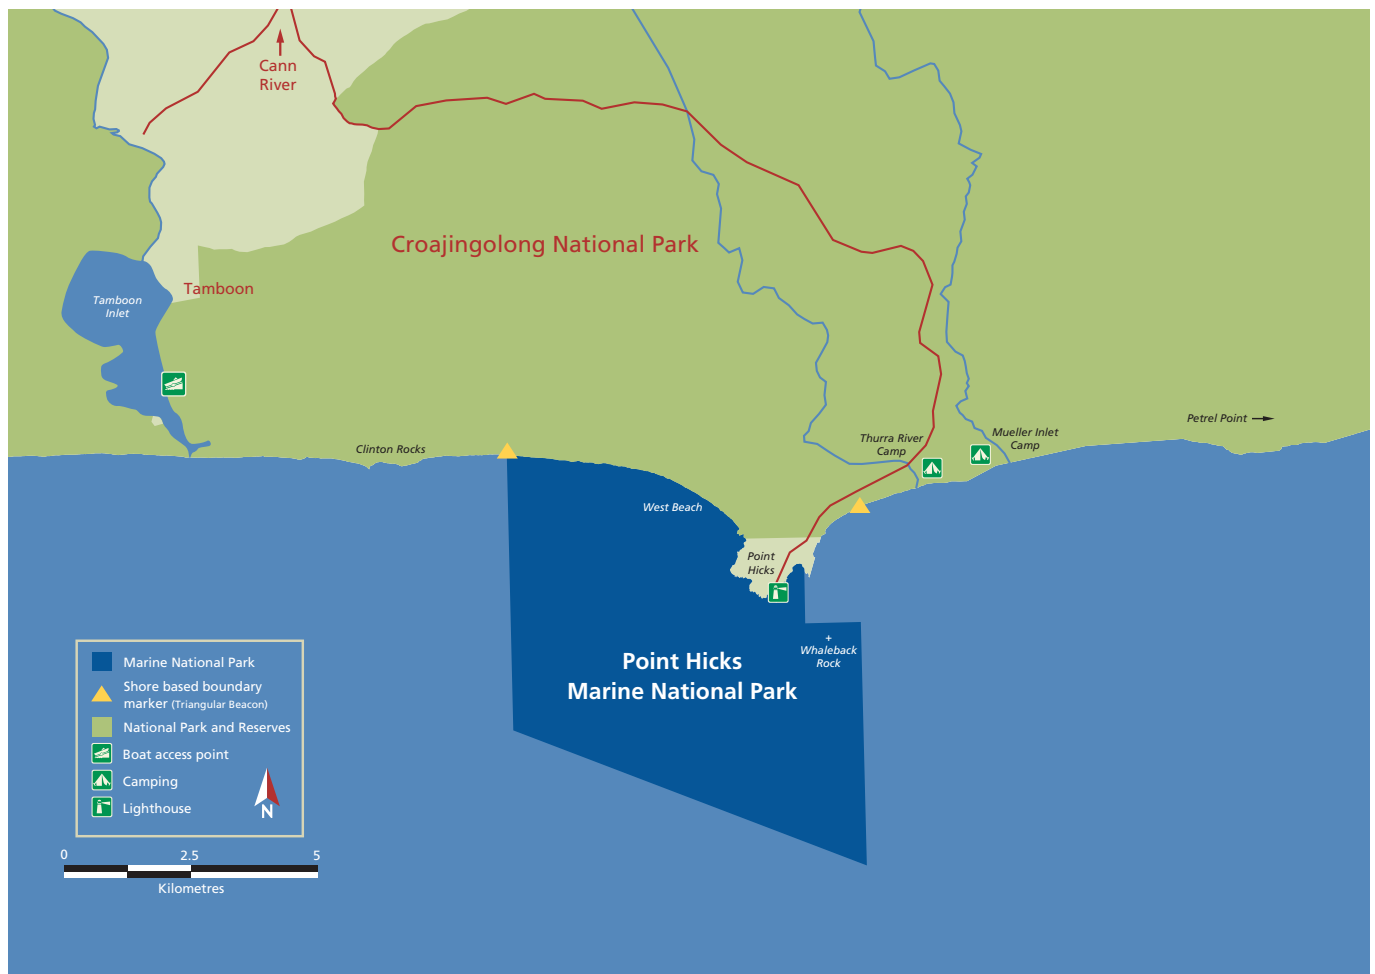 Cann
River
Croajingolong National Park
Tamboon
Tamboon
Inlet
Clinton Rocks
West Beach
Thurra River
Camp
Mueller Inlet
Camp
Petrel Point
Point
Hicks
Whaleback
Rock
Point Hicks
Marine National Park
Marine National Park
Shore based boundary
marker (Triangular Beacon)
National Park and Reserves
Boat access point
Camping
Lighthouse
N
0 2.5 5
Kilometres